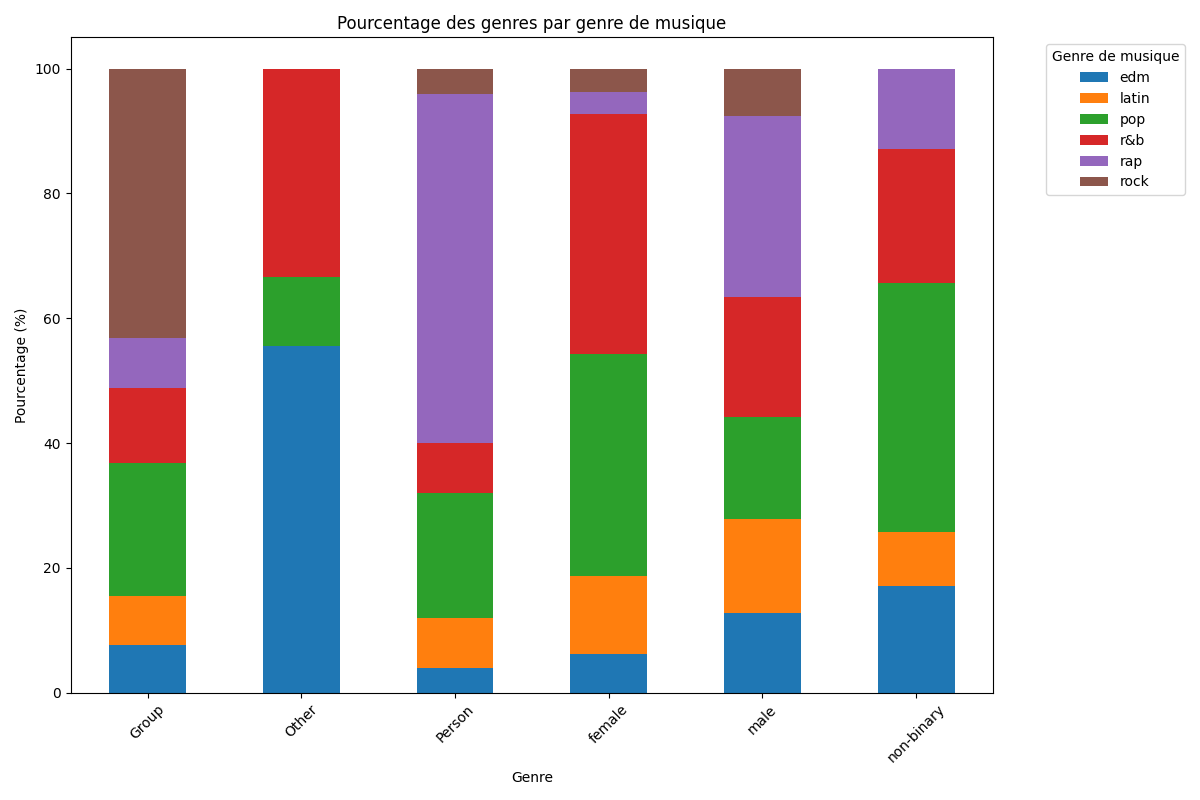 Pourcentage des genres par genre de musique
Genre de musique
edm
latin
pop
r&b
rap
rock
Pourcentage (%)
100
80
60
40
20
0
Group
Other
Person
female
male
non-binary
Genre